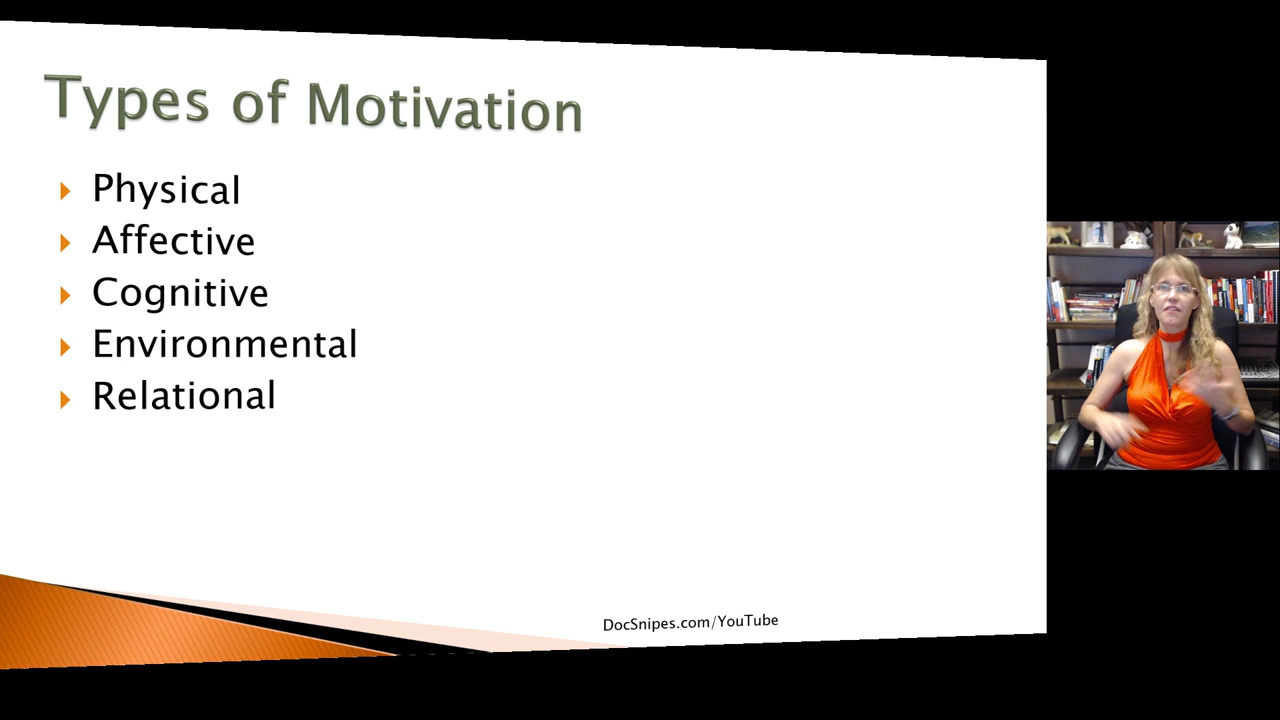 Types of Motivation
Physical
Affective
Cognitive
Environmental
Relational
DocSnipes.com/YouTube